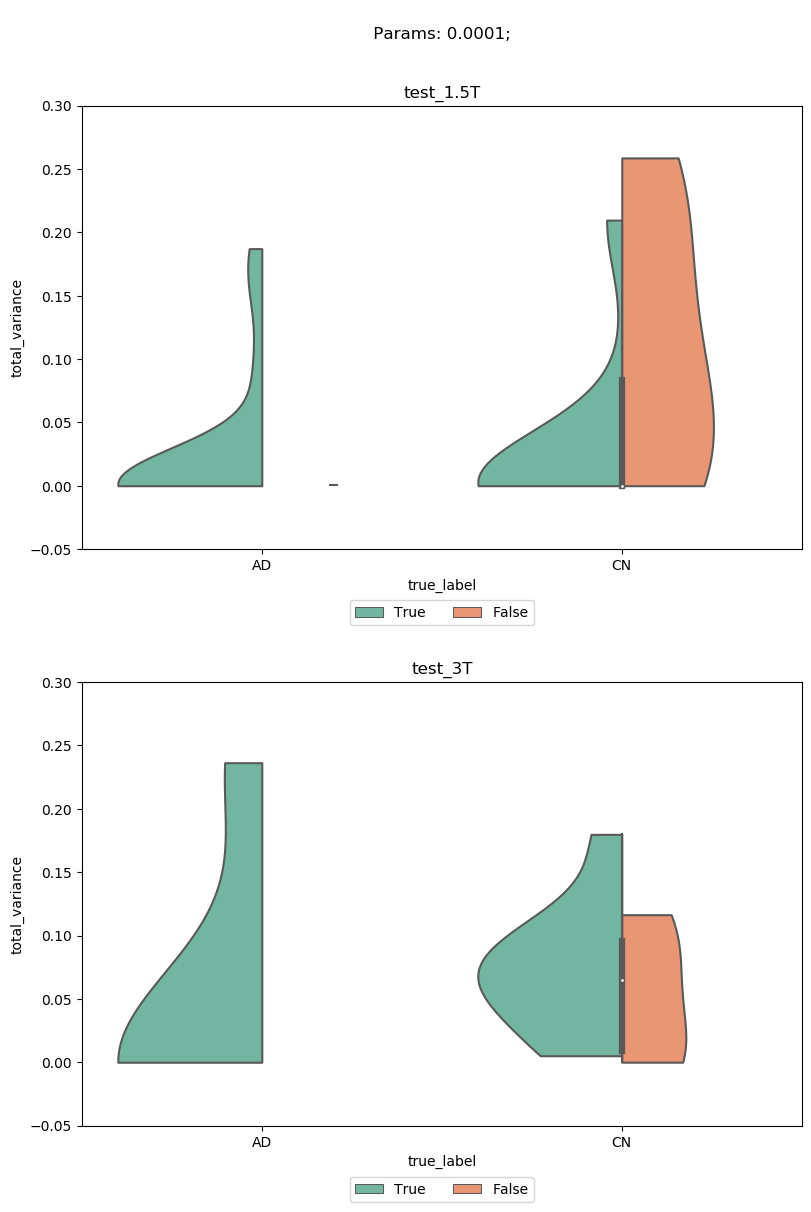 Params: 0.0001;
test_1.5T
0.30
0.25
0.20
0.15
0.10
0.05
0.00
−0.05
total_variance
AD CN
true_label
True False
test_3T
0.30
0.25
0.20
0.15
0.10
0.05
0.00
−0.05
total_variance
AD CN
true_label
True False